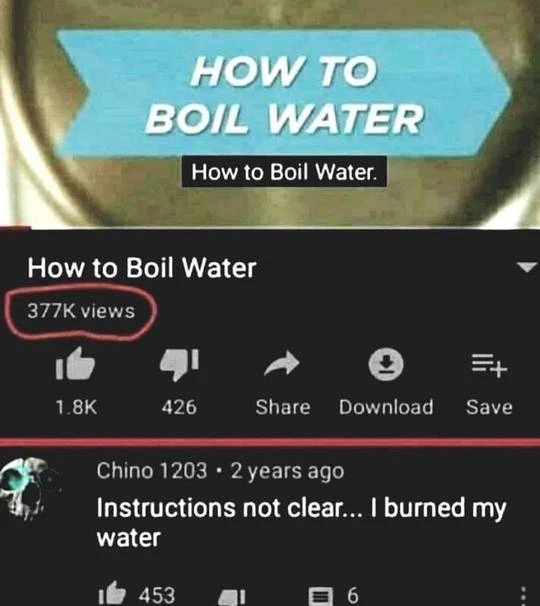 HOW TO
BOIL WATER
How to Boil Water.
How to Boil Water
377K views
1.8K
426
Share
Download
Save
Chino 1203 • 2 years ago
Instructions not clear... I burned my
water
453
6